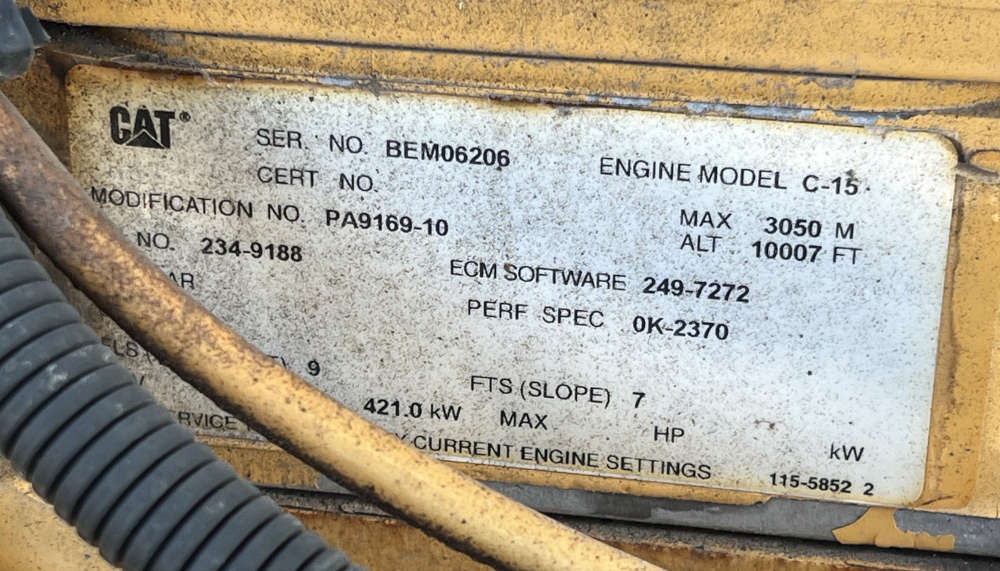 CAT®
SER. NO. BEM06206 ENGINE MODEL C-15
CERT NO.
MODIFICATION NO. PA9169-10 MAX 3050 M
ALT 10007 FT
NO. 234-9188
ECM SOFTWARE 249-7272
AR
PERF SPEC 0K-2370
9
FTS (SLOPE) 7
421.0 kW MAX HP kW
CURRENT ENGINE SETTINGS
115-5852 2